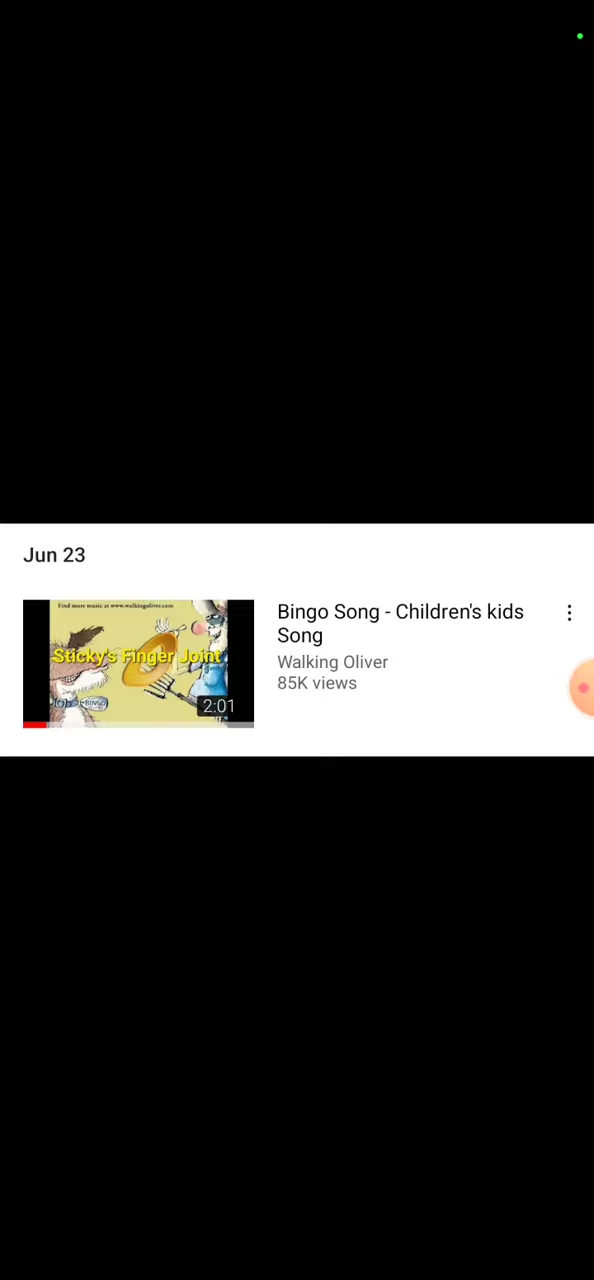 Jun 23
Find more music at www.walkingoliver.com
Sticky's Finger Joint
BINGO
2:01
Bingo Song - Children's kids
Song
Walking Oliver
85K views